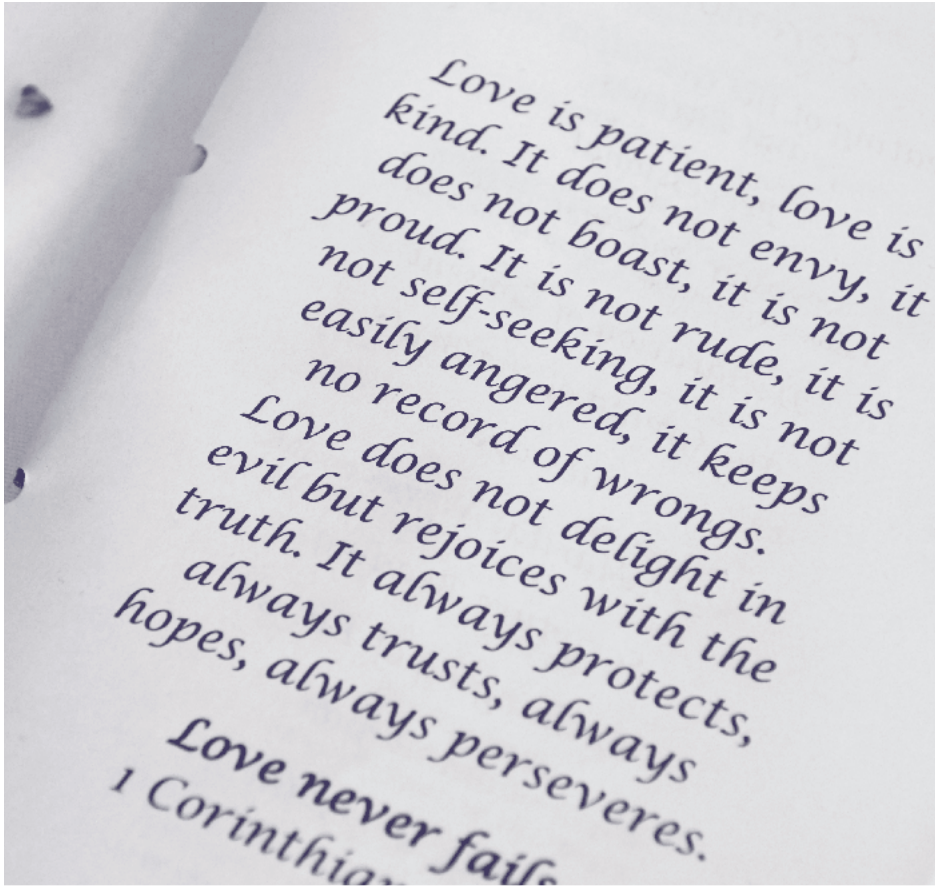 Love is patient, love is
kind. It does not envy, it
does not boast, it is not
proud. It is not rude, it is
not self-seeking, it is not
easily angered, it keeps
no record of wrongs.
Love does not delight in
evil but rejoices with the
truth. It always protects,
always trusts, always
hopes, always perseveres.
Love never fails
1